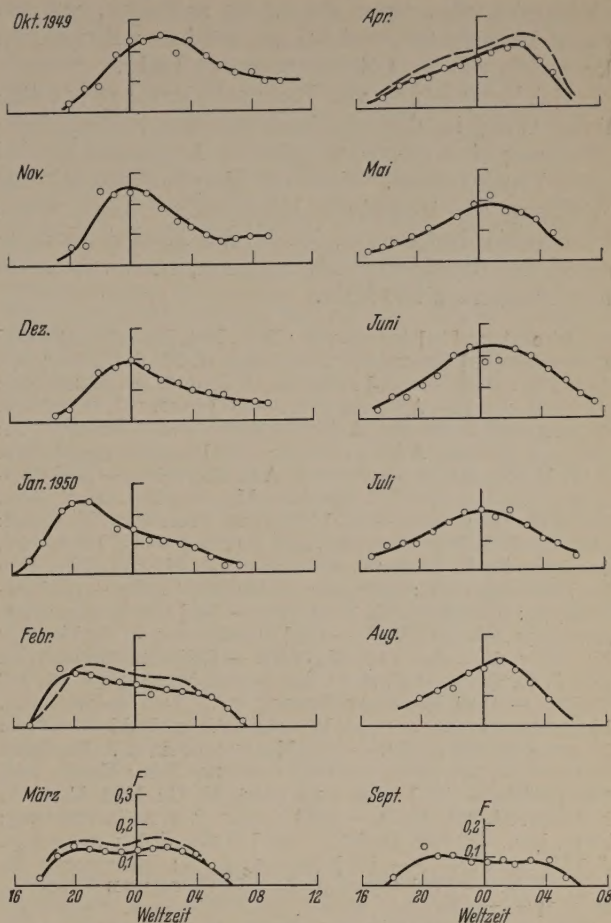 Okt. 1949
Apr.
Nov.
Mai
Dez.
Juni
Jan. 1950
Juli
Febr.
Aug.
März
F
0,3
0,2
0,1
16 20 00 04 08 12
Weltzeit
Sept.
F
0,2
0,1
16 20 00 04 08
Weltzeit